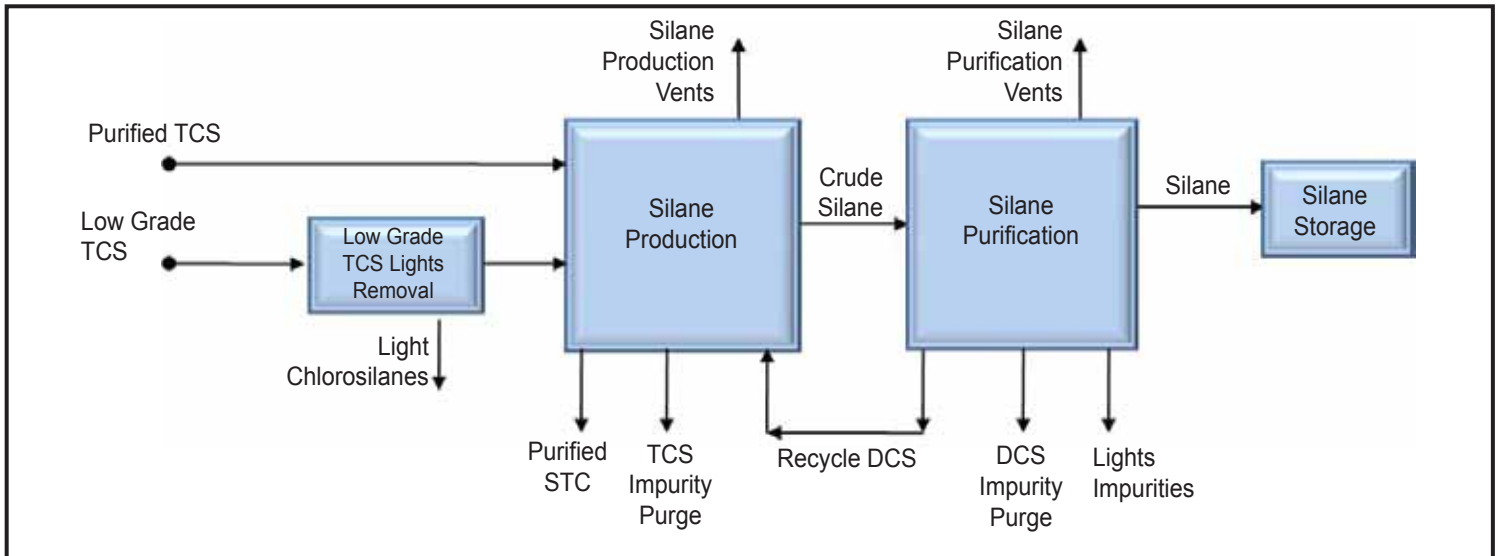 Silane
Production
Vents
Silane
Purification
Vents
Purified TCS
Low Grade
TCS
Low Grade
TCS Lights
Removal
Light
Chlorosilanes
Silane
Production
Crude
Silane
Silane
Purification
Silane
Silane
Storage
Purified
STC
TCS
Impurity
Purge
Recycle DCS
DCS
Impurity
Purge
Lights
Impurities